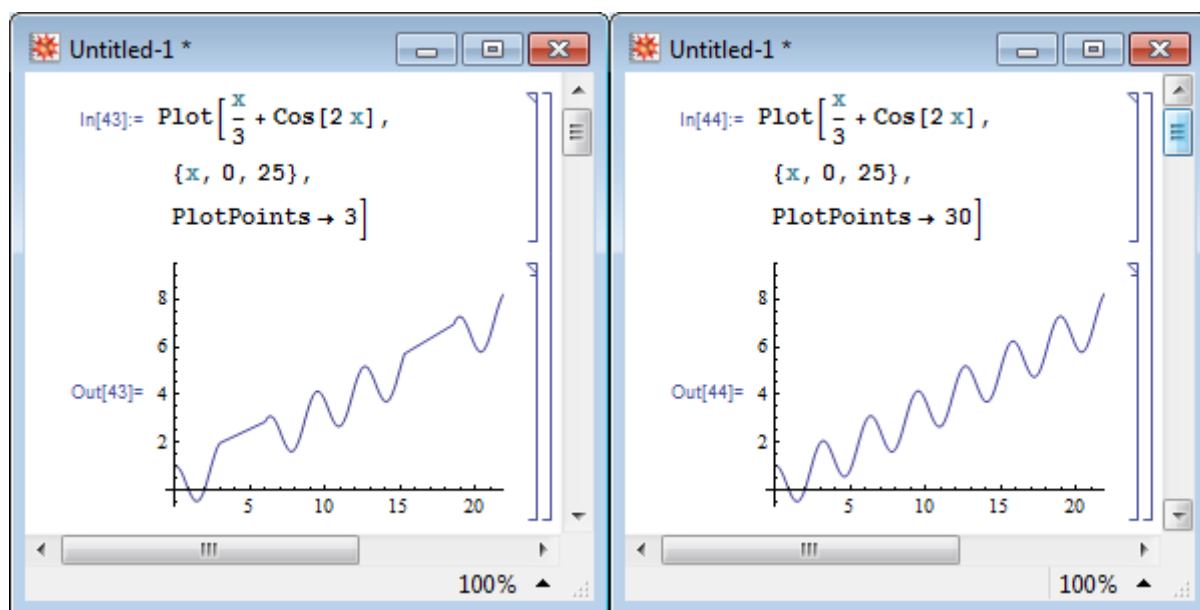 Untitled-1 *
In[43]:= Plot[x/3 + Cos[2 x],
{x, 0, 25},
PlotPoints → 3]
8
6
Out[43]= 4
2
5 10 15 20
100%
Untitled-1 *
In[44]:= Plot[x/3 + Cos[2 x],
{x, 0, 25},
PlotPoints → 30]
8
6
Out[44]= 4
2
5 10 15 20
100%